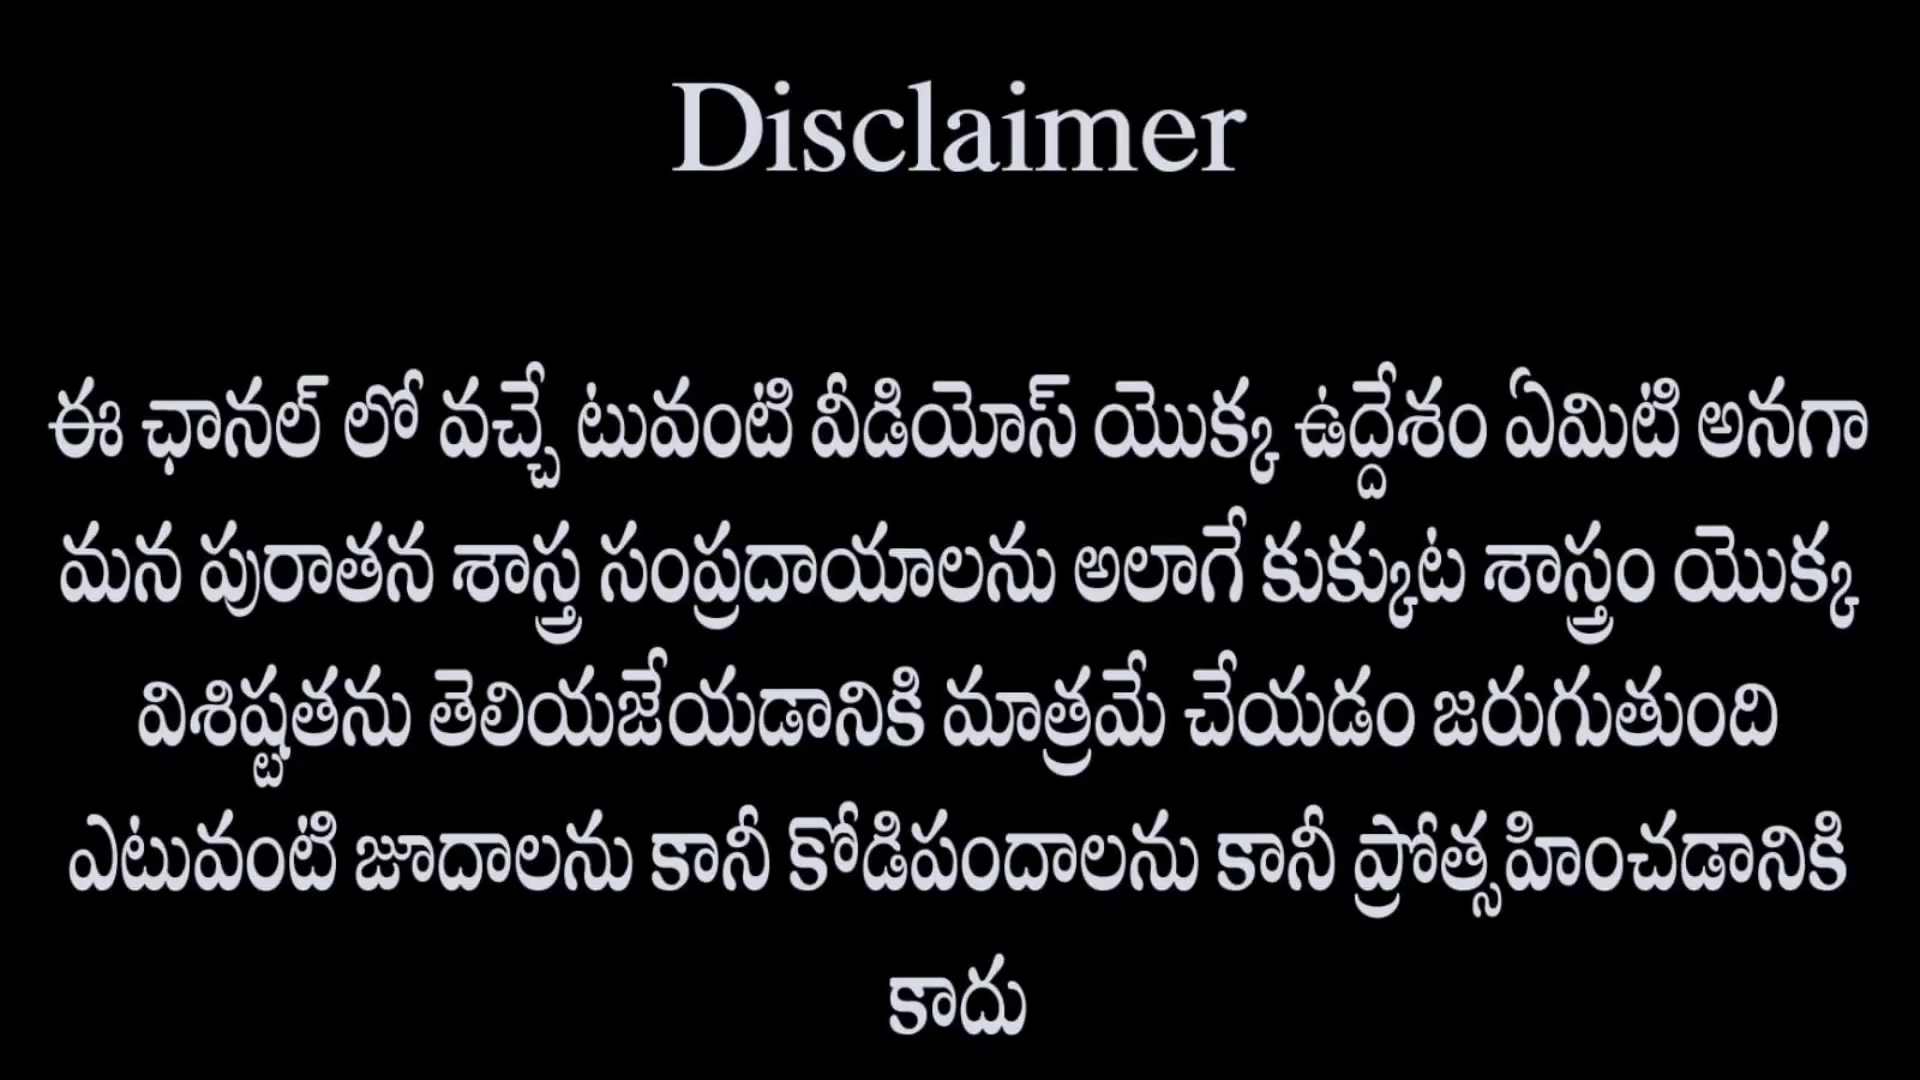 Disclaimer
ఈ ఛానల్ లో వచ్చే టువంటి వీడియోస్ యొక్క ఉద్దేశం ఏమిటి అనగా
మన పురాతన శాస్త్ర సంప్రదాయాలను అలాగే కుక్కుట శాస్త్రం యొక్క
విశిష్టతను తెలియజేయడానికి మాత్రమే చేయడం జరుగుతుంది
ఎటువంటి జూదాలను కానీ కోడిపందాలను కానీ ప్రోత్సహించడానికి
కాదు